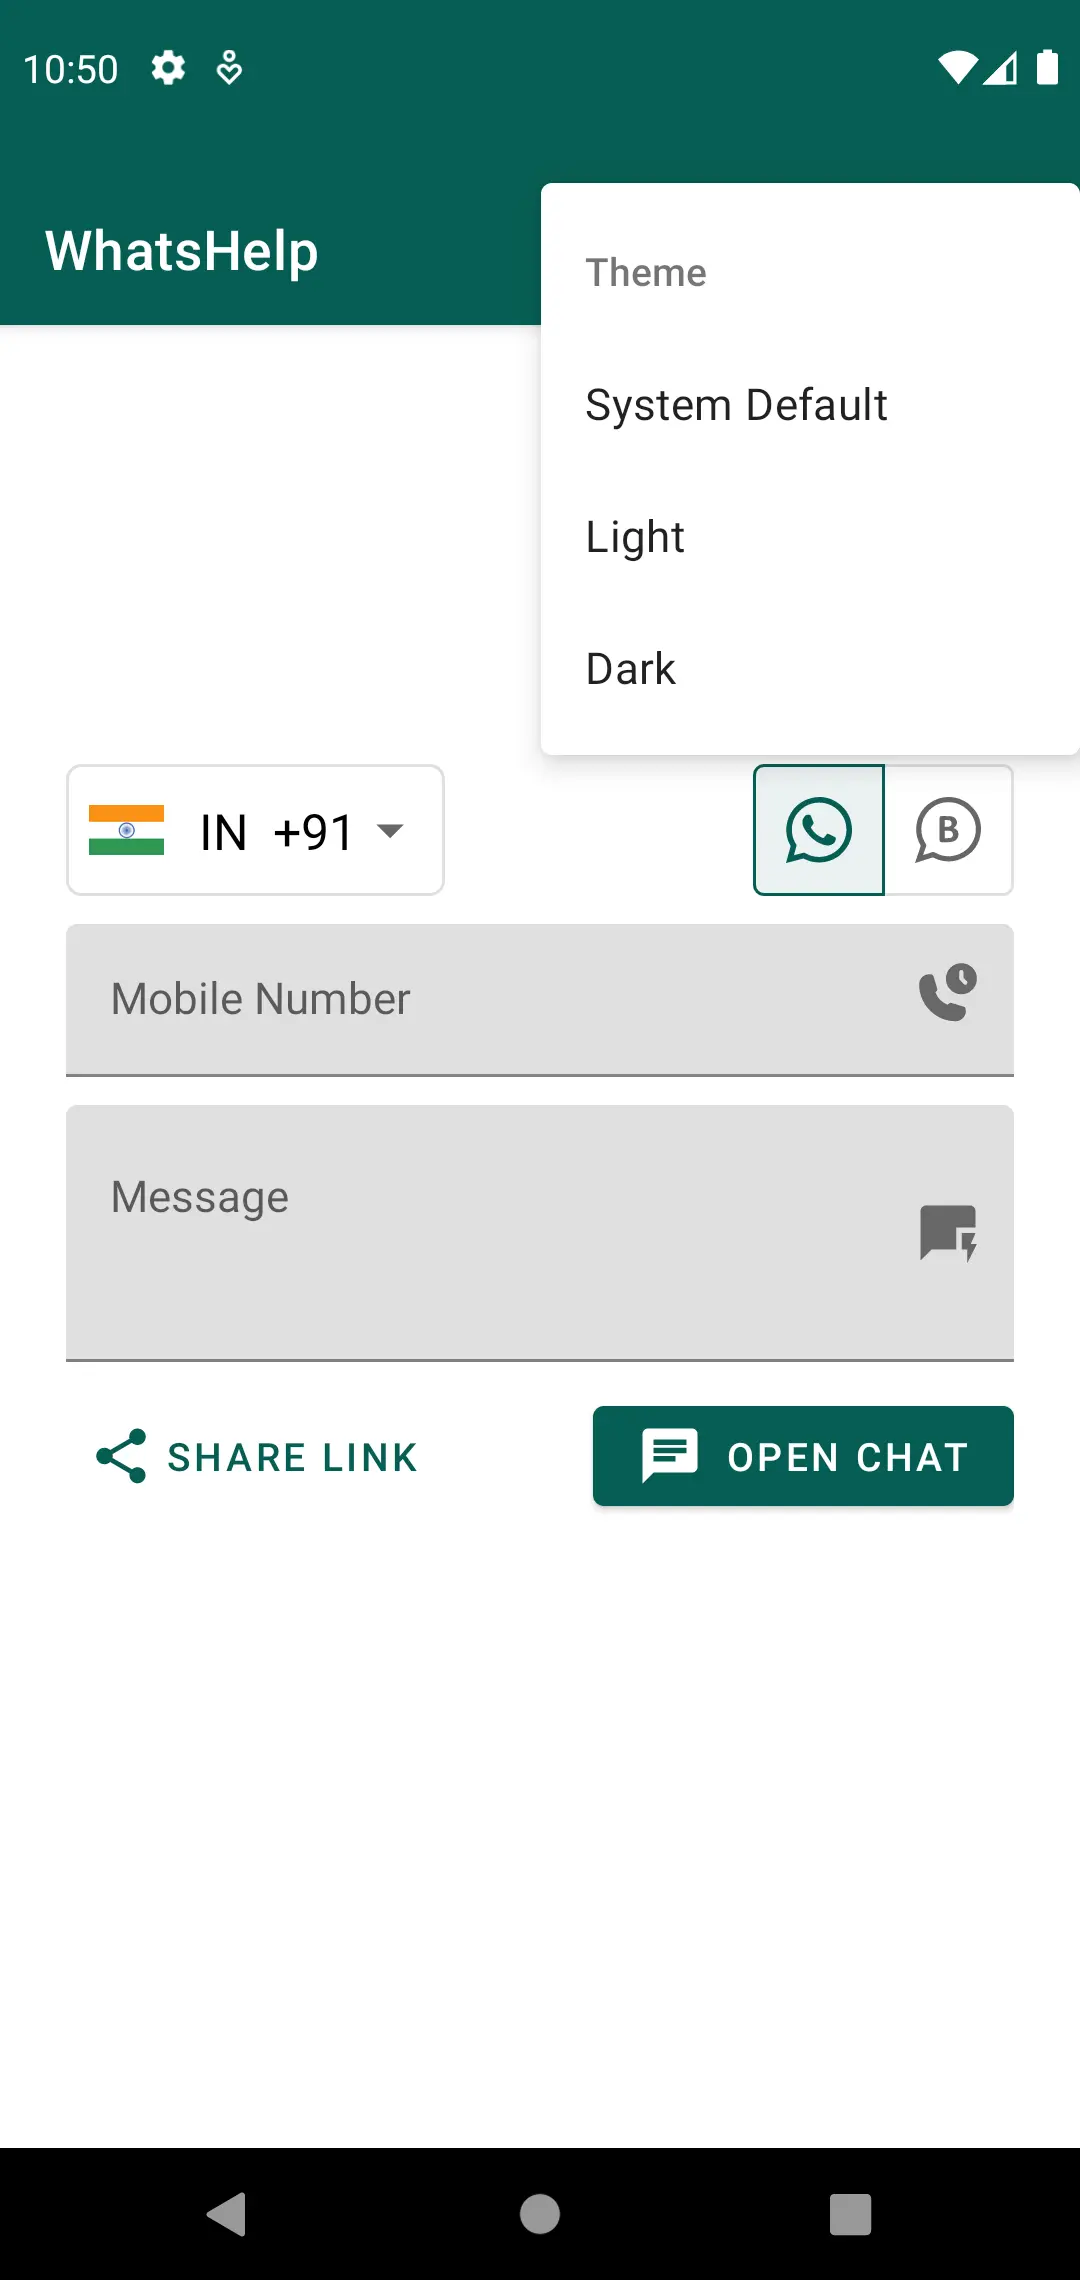 10:50
WhatsHelp
Theme
System Default
Light
Dark
IN +91
B
Mobile Number
Message
SHARE LINK
OPEN CHAT